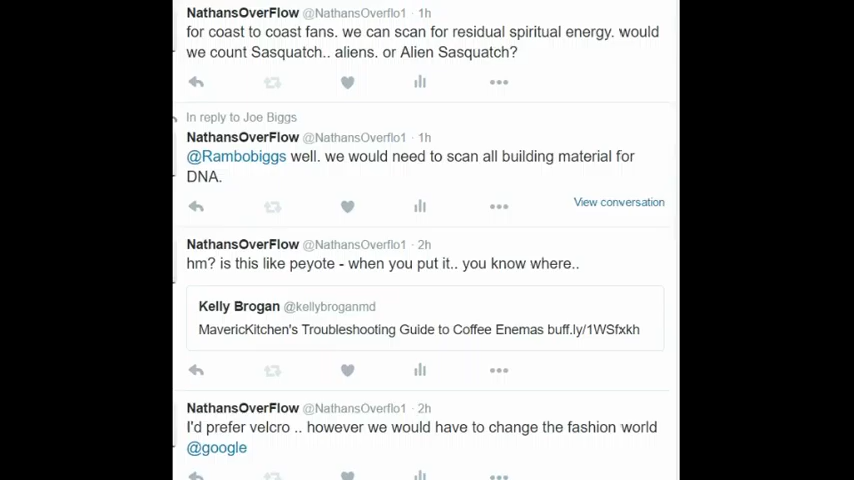 NathansOverFlow @NathansOverflo1 · 1h
for coast to coast fans. we can scan for residual spiritual energy. would
we count Sasquatch.. aliens. or Alien Sasquatch?
In reply to Joe Biggs
NathansOverFlow @NathansOverflo1 · 1h
@Rambobiggs well. we would need to scan all building material for
DNA.
View conversation
NathansOverFlow @NathansOverflo1 · 2h
hm? is this like peyote - when you put it.. you know where..
Kelly Brogan @kellybroganmd
MavericKitchen's Troubleshooting Guide to Coffee Enemas buff.ly/1WSfxkh
NathansOverFlow @NathansOverflo1 · 2h
I'd prefer velcro .. however we would have to change the fashion world
@google